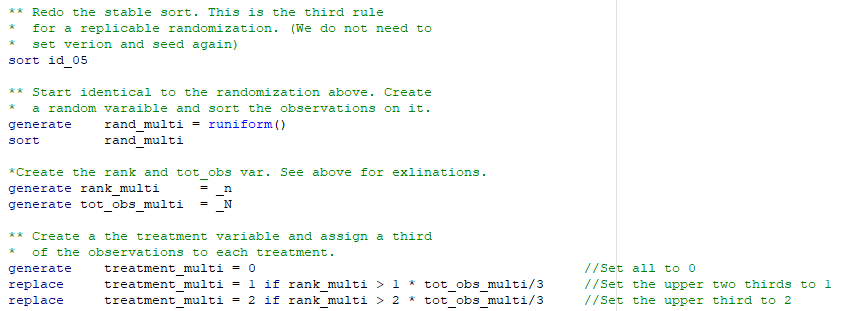 ** Redo the stable sort. This is the third rule
*  for a replicable randomization. (We do not need to
*  set verion and seed again)
sort id_05
** Start identical to the randomization above. Create
*  a random varaible and sort the observations on it.
generate    rand_multi = runiform()
sort        rand_multi
*Create the rank and tot_obs var. See above for exlinations.
generate rank_multi     = _n
generate tot_obs_multi  = _N
** Create a the treatment variable and assign a third
*  of the observations to each treatment.
generate    treatment_multi = 0                                         //Set all to 0
replace     treatment_multi = 1 if rank_multi > 1 * tot_obs_multi/3     //Set the upper two thirds to 1
replace     treatment_multi = 2 if rank_multi > 2 * tot_obs_multi/3     //Set the upper third to 2